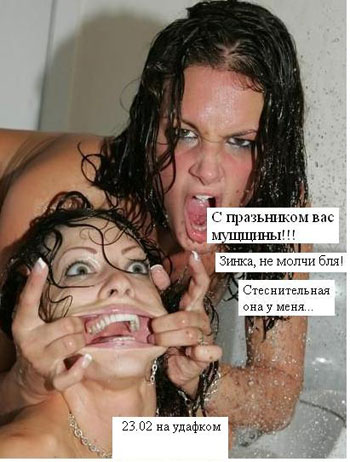 С празьником вас
мущщины!!!
Зинка, не молчи бля!
Стеснительная
она у меня...
23.02 на удафком